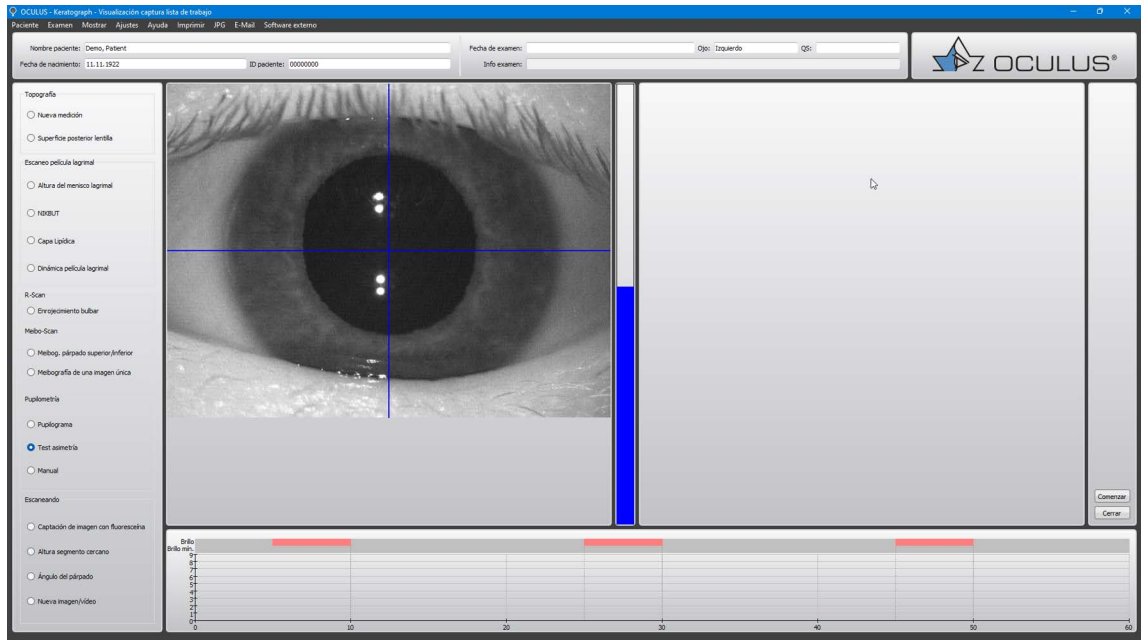 OCULUS - Keratograph - Visualización captura lista de trabajo
Paciente Examen Mostrar Ajustes Ayuda Imprimir JPG E-Mail Software externo
Nombre paciente: Demo, Patient
Fecha de nacimiento: 11.11.1922 ID paciente: 00000000
Fecha de examen: Ojo: Izquierdo QS:
Info examen:
OCULUS®
Topografía
Nueva medición
Superficie posterior lentilla
Escaneo película lagrimal
Altura del menisco lagrimal
NIKBUT
Capa Lipídica
Dinámica película lagrimal
R-Scan
Enrojecimiento bulbar
Meibo-Scan
Meibog. párpado superior/inferior
Meibografía de una imagen única
Pupilometría
Pupilograma
Test asimetría
Manual
Escaneando
Captación de imagen con fluoresceína
Altura segmento cercano
Ángulo del párpado
Nueva imagen/vídeo
Comenzar
Cerrar
Brillo
Brillo mín.
9
8
7
6
5
4
3
2
1
0
0 10 20 30 40 50 60